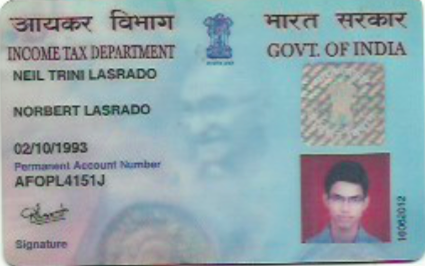 आयकर विभाग
भारत सरकार
INCOME TAX DEPARTMENT
GOVT. OF INDIA
NEIL TRINI LASRADO
NORBERT LASRADO
02/10/1993
Permanent Account Number
AFOPL4151J
Signature
16062012